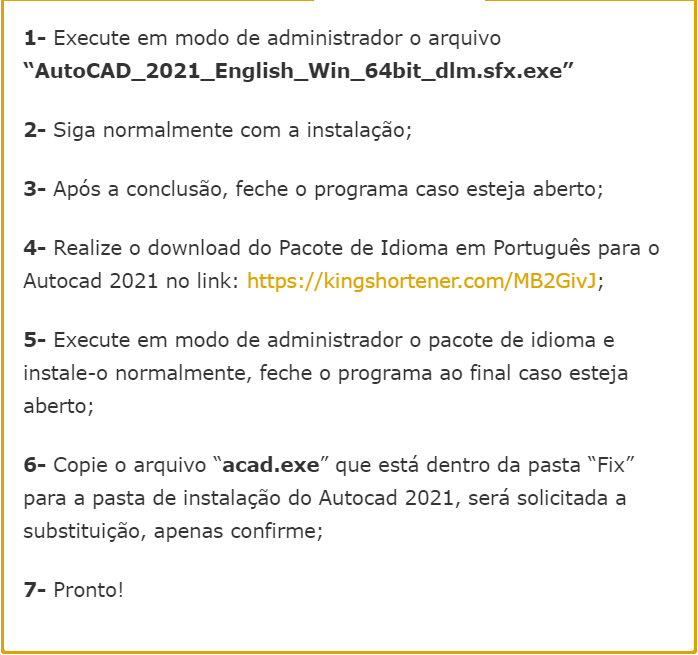 1- Execute em modo de administrador o arquivo
“AutoCAD_2021_English_Win_64bit_dlm.sfx.exe”
2- Siga normalmente com a instalação;
3- Após a conclusão, feche o programa caso esteja aberto;
4- Realize o download do Pacote de Idioma em Português para o
Autocad 2021 no link: https://kingshortener.com/MB2GivJ;
5- Execute em modo de administrador o pacote de idioma e
instale-o normalmente, feche o programa ao final caso esteja
aberto;
6- Copie o arquivo “acad.exe” que está dentro da pasta “Fix”
para a pasta de instalação do Autocad 2021, será solicitada a
substituição, apenas confirme;
7- Pronto!